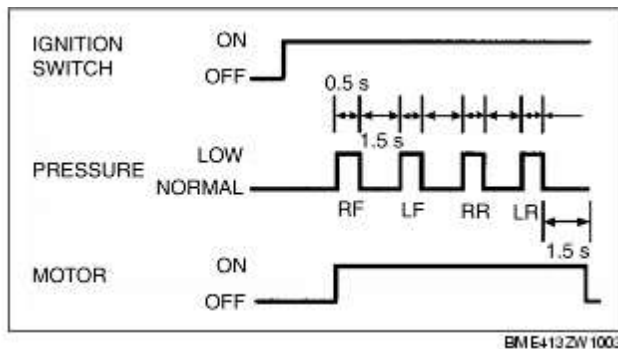 IGNITION SWITCH
ON
OFF
0.5 s
1.5 s
PRESSURE
LOW
NORMAL
RF LF RR LR
1.5 s
MOTOR
ON
OFF
BME413ZW1003